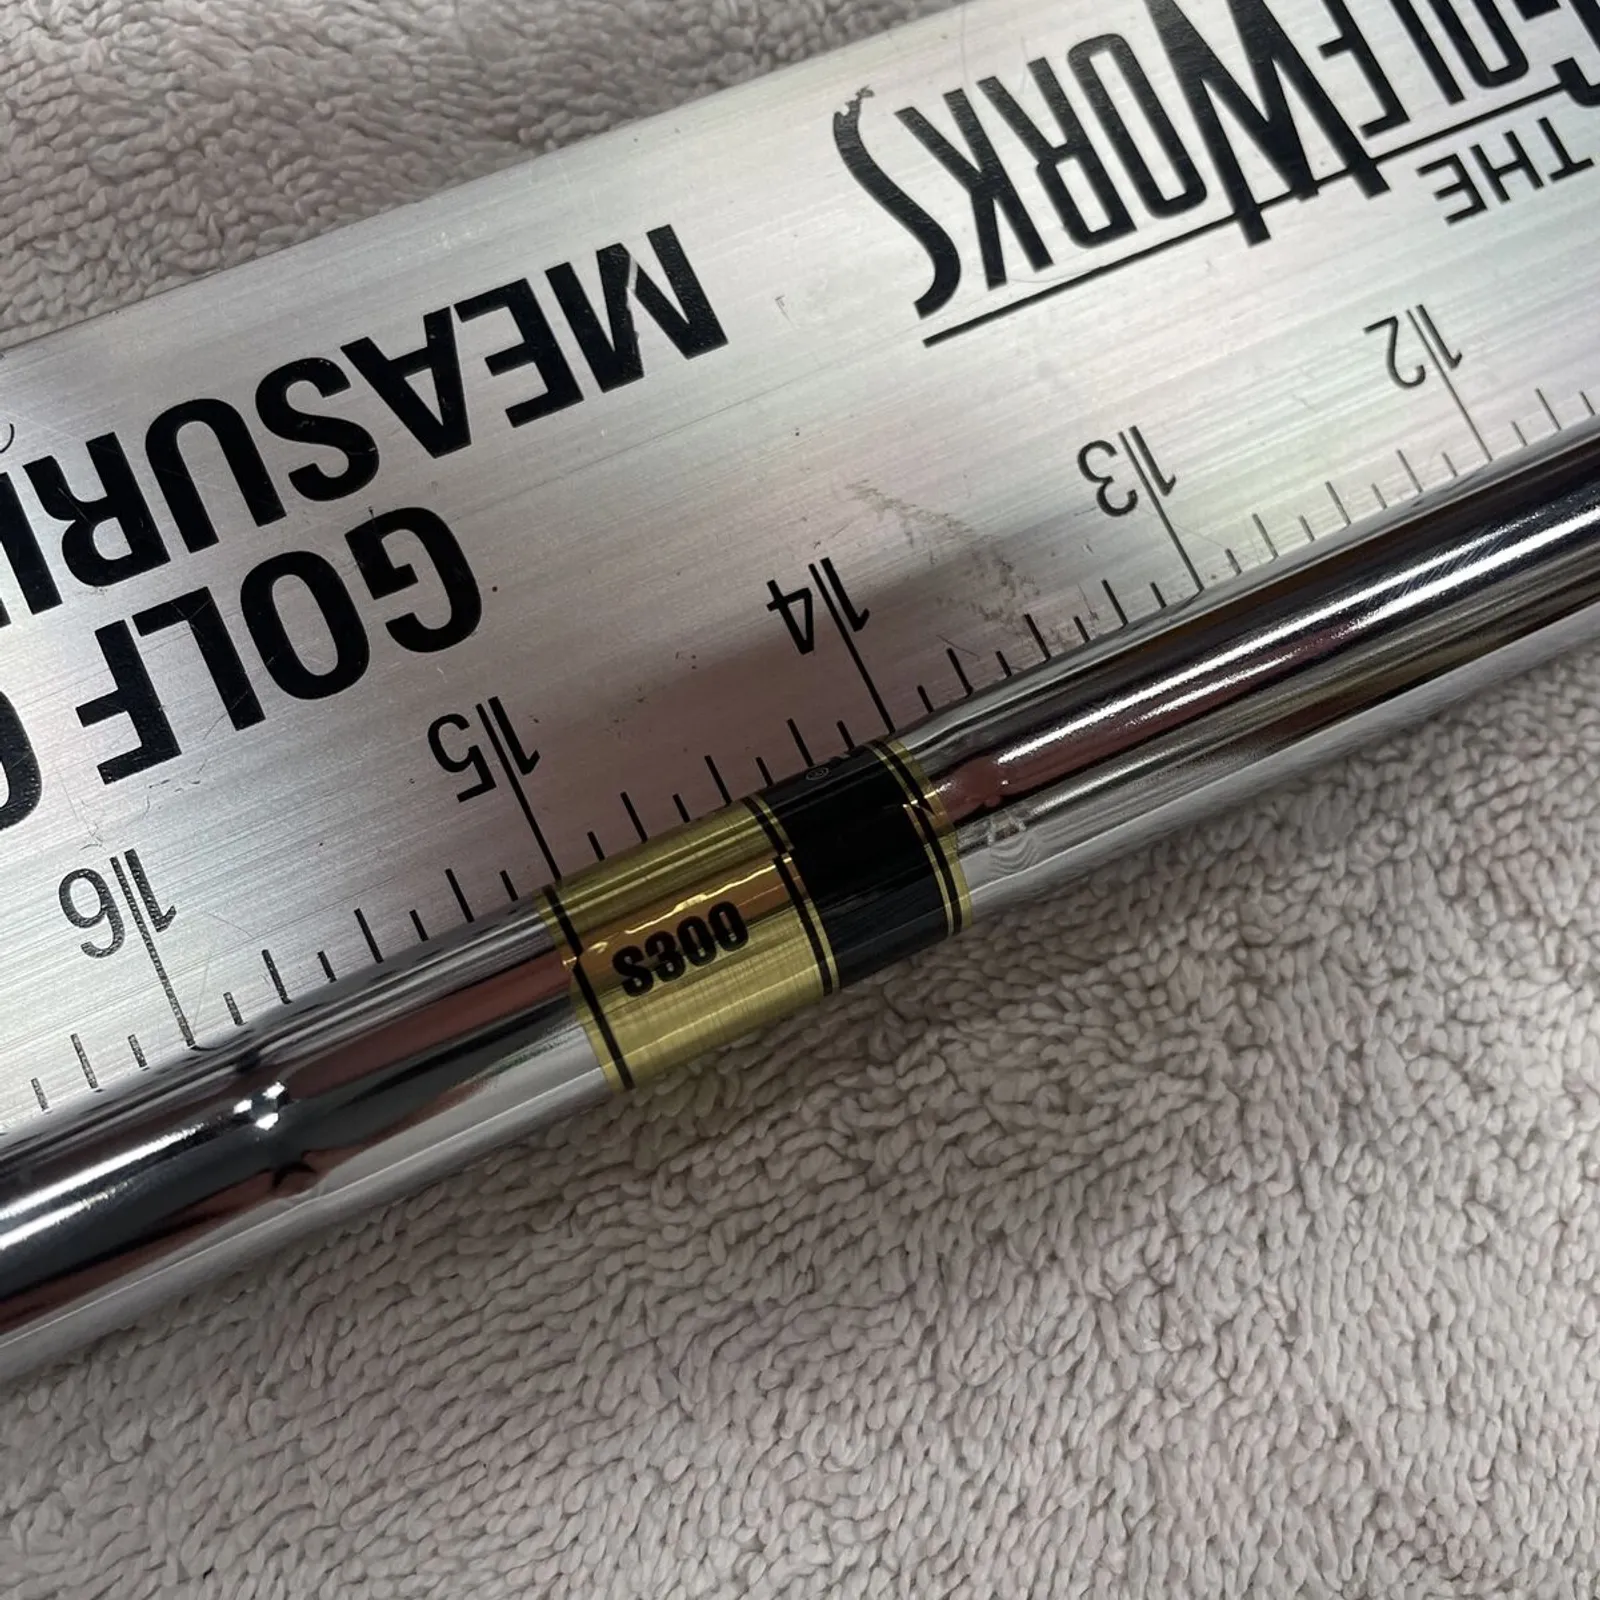 THE
GOLFWORKS
GOLF
MEASURI
12
13
14
15
16
®
S300